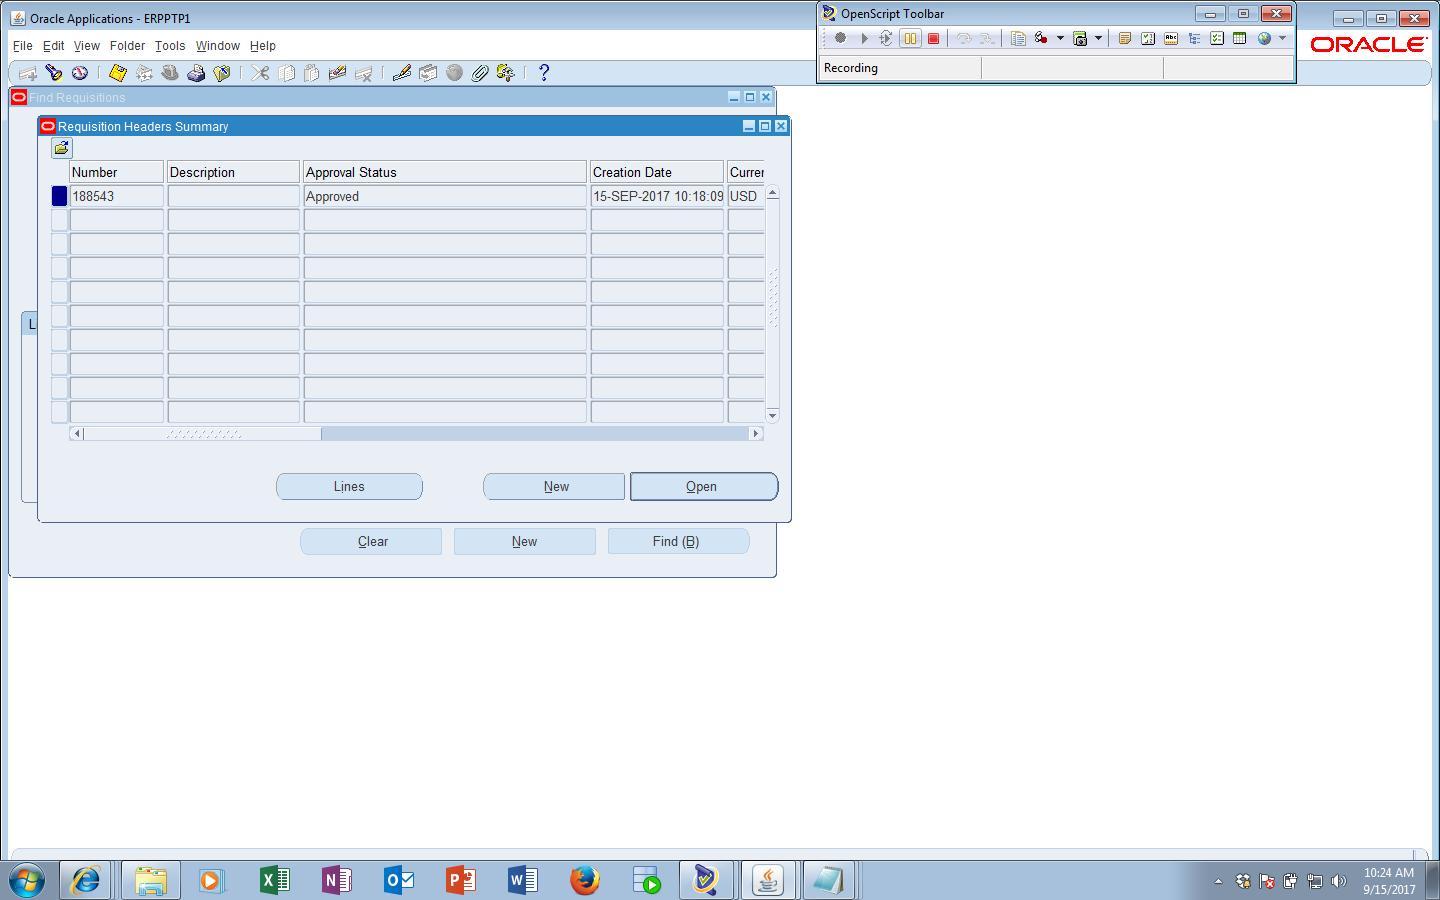 Oracle Applications - ERPPTP1
OpenScript Toolbar
File Edit View Folder Tools Window Help
ORACLE
Recording
Find Requisitions
Requisition Headers Summary
Number Description Approval Status Creation Date Currer
188543 Approved 15-SEP-2017 10:18:09 USD
L
Lines New Open
Clear New Find (B)
10:24 AM
9/15/2017